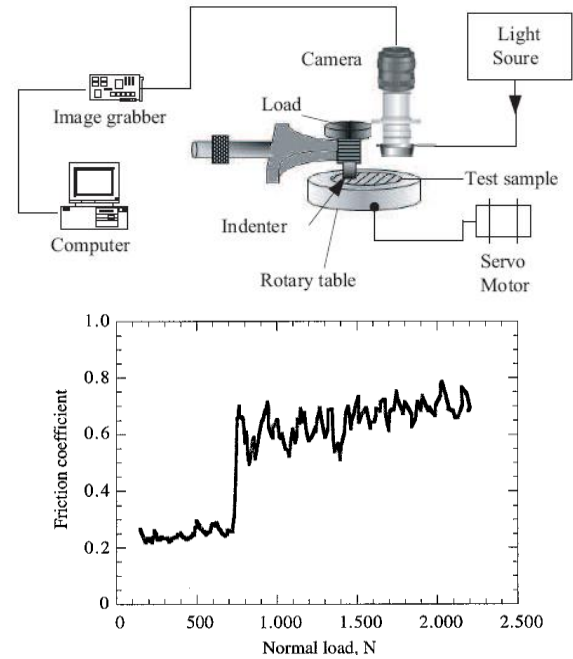 Light
Soure
Camera
Load
Image grabber
Test sample
Indenter
Computer
Servo
Motor
Rotary table
1.0
0.8
0.6
0.4
0.2
0
Friction coefficient
0 500 1.000 1.500 2.000 2.500
Normal load, N